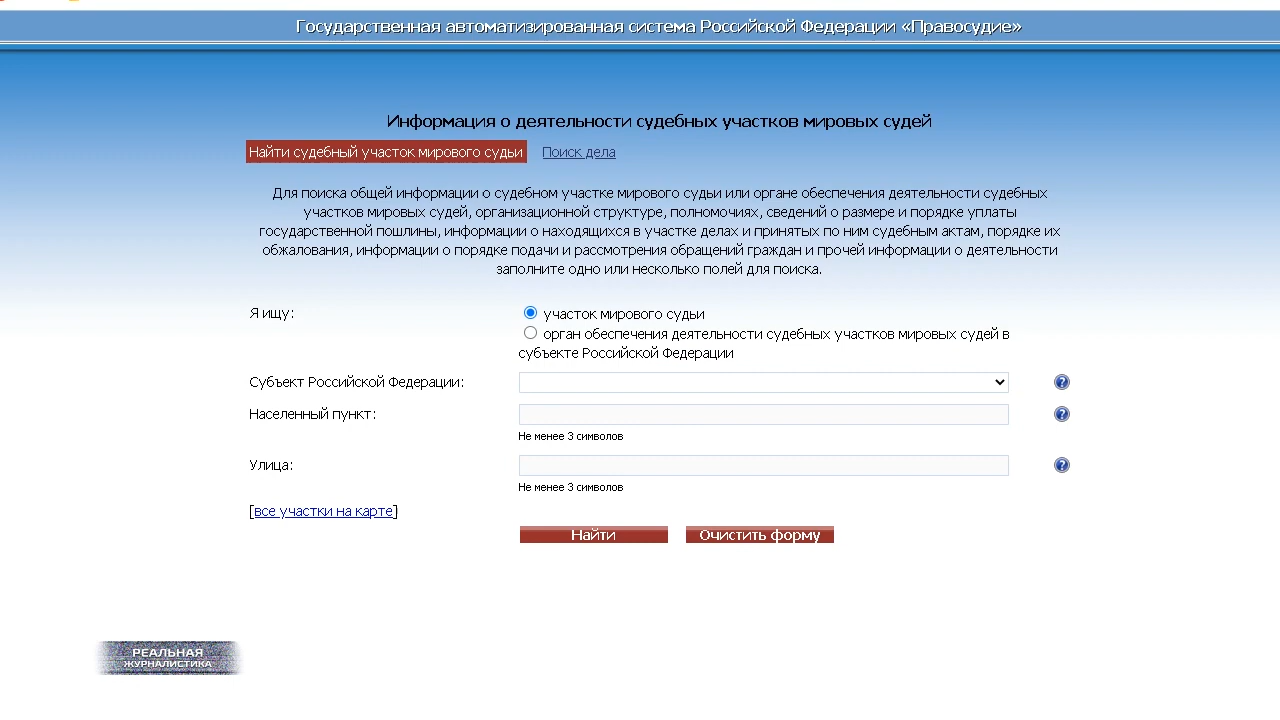 Государственная автоматизированная система Российской Федерации «Правосудие»
Информация о деятельности судебных участков мировых судей
Найти судебный участок мирового судьи Поиск дела
Для поиска общей информации о судебном участке мирового судьи или органе обеспечения деятельности судебных
участков мировых судей, организационной структуре, полномочиях, сведений о размере и порядке уплаты
государственной пошлины, информации о находящихся в участке делах и принятых по ним судебным актам, порядке их
обжалования, информации о порядке подачи и рассмотрения обращений граждан и прочей информации о деятельности
заполните одно или несколько полей для поиска.
Я ищу: участок мирового судьи
орган обеспечения деятельности судебных участков мировых судей в
субъекте Российской Федерации
Субъект Российской Федерации: ?
Населенный пункт: ?
Не менее 3 символов
Улица: ?
Не менее 3 символов
[все участки на карте]
Найти Очистить форму
РЕАЛЬНАЯ
ЖУРНАЛИСТИКА